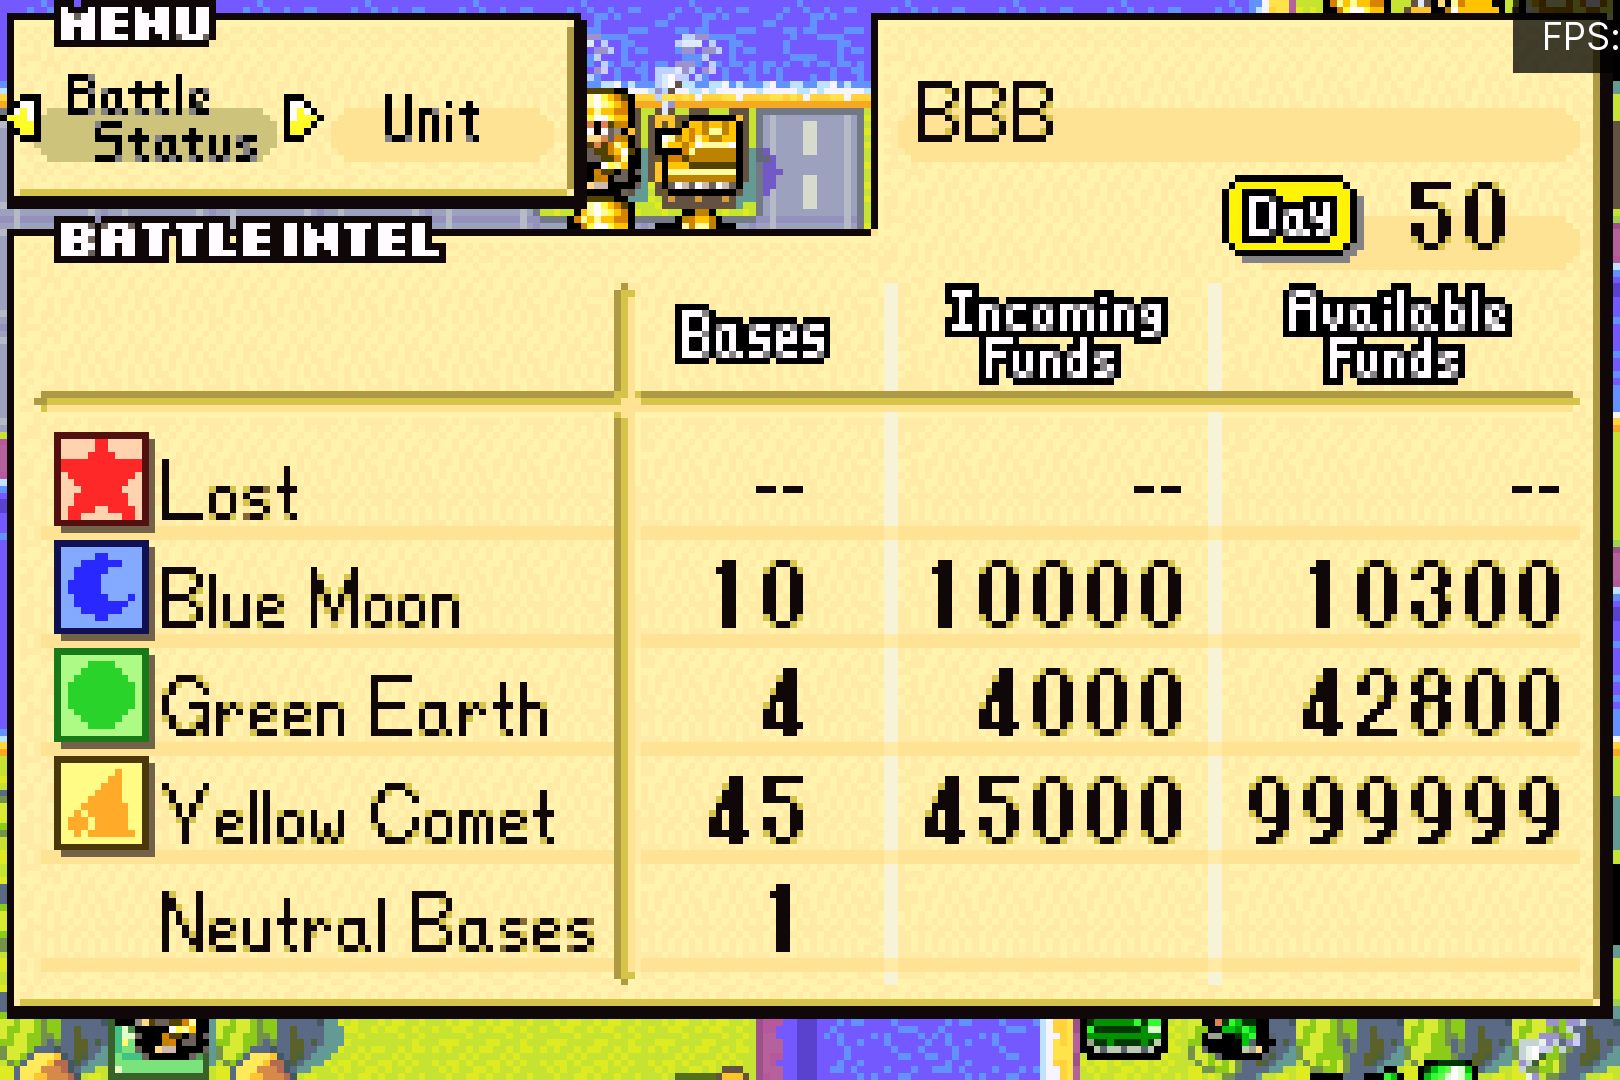 MENU
Battle
Status
Unit
FPS:
BBB
Day 50
BATTLE INTEL
Bases
Incoming
Funds
Available
Funds
Lost -- -- --
Blue Moon 10 10000 10300
Green Earth 4 4000 42800
Yellow Comet 45 45000 999999
Neutral Bases 1